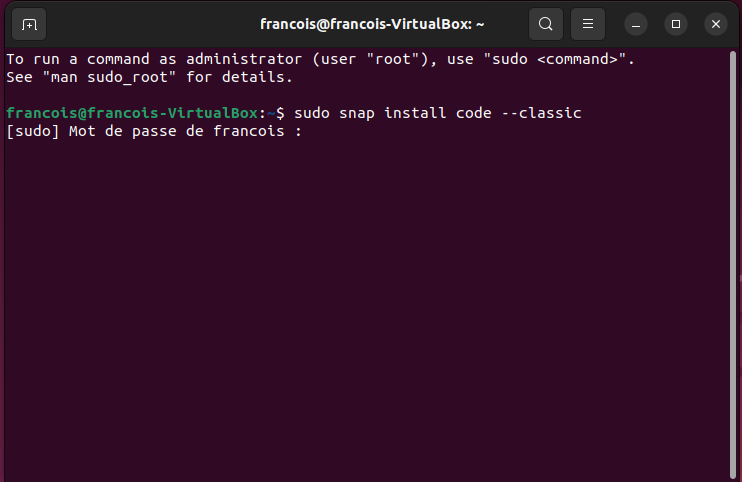 francois@francois-VirtualBox: ~
To run a command as administrator (user "root"), use "sudo <command>".
See "man sudo_root" for details.
francois@francois-VirtualBox:~$ sudo snap install code --classic
[sudo] Mot de passe de francois :